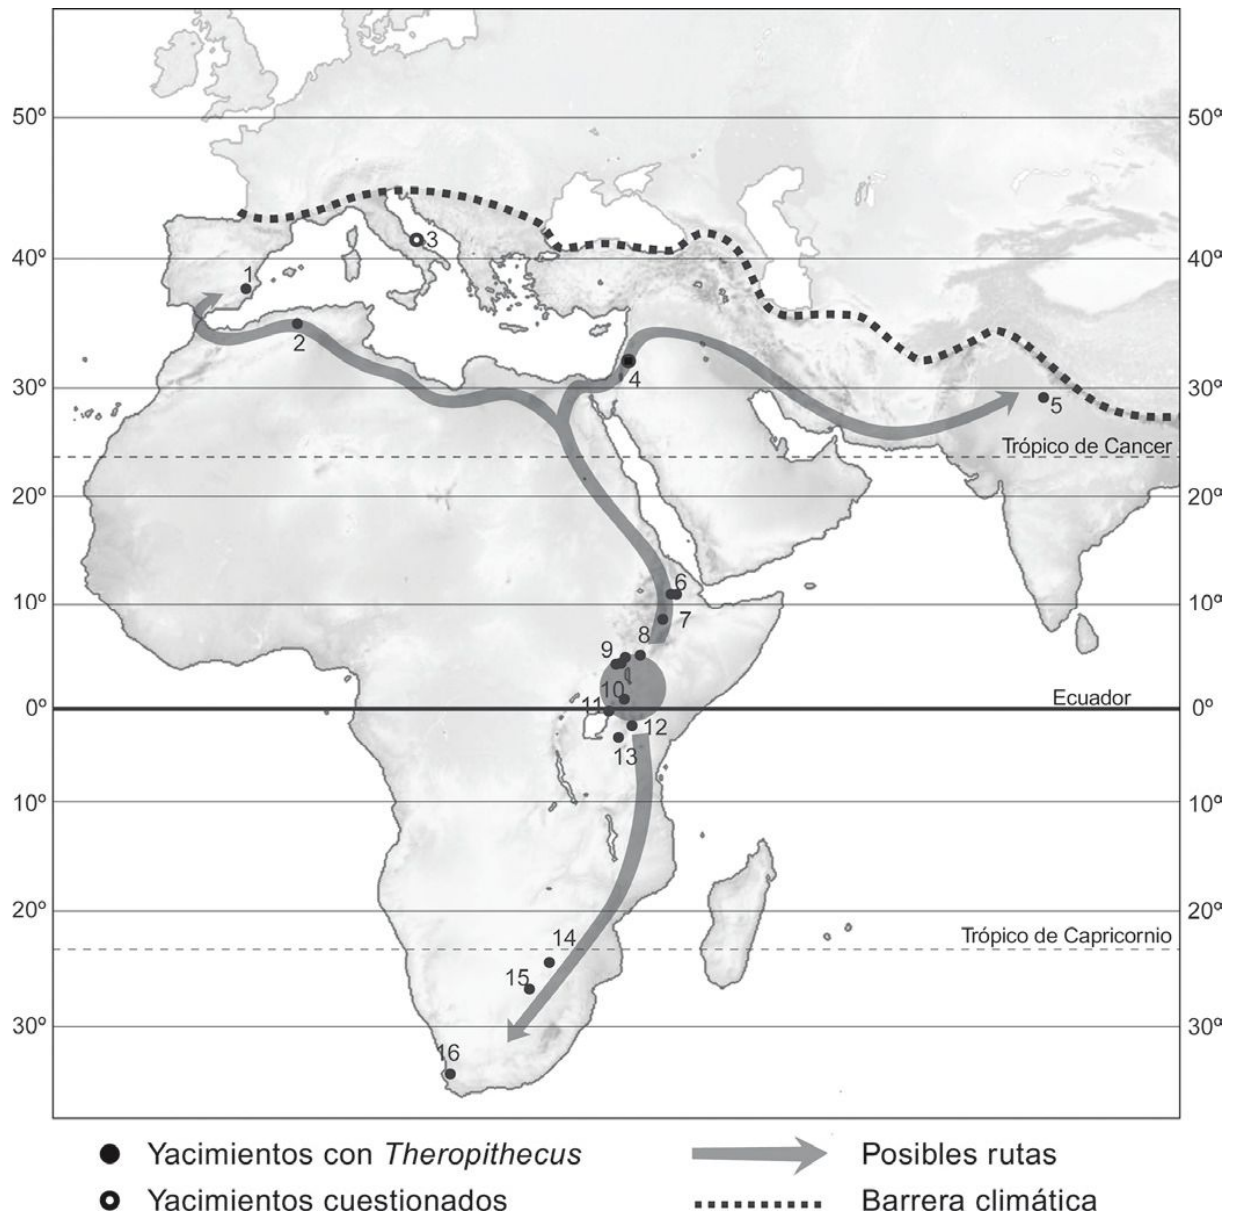 50º 50º
1
2
3
40º 40º
4
30º 30º
5
Trópico de Cancer
20º 20º
6
10º 10º
7
8
9
10
11
Ecuador
0º 0º
12
13
10º 10º
20º 20º
14
Trópico de Capricornio
15
30º 30º
16
Yacimientos con Theropithecus
Posibles rutas
Yacimientos cuestionados
Barrera climática